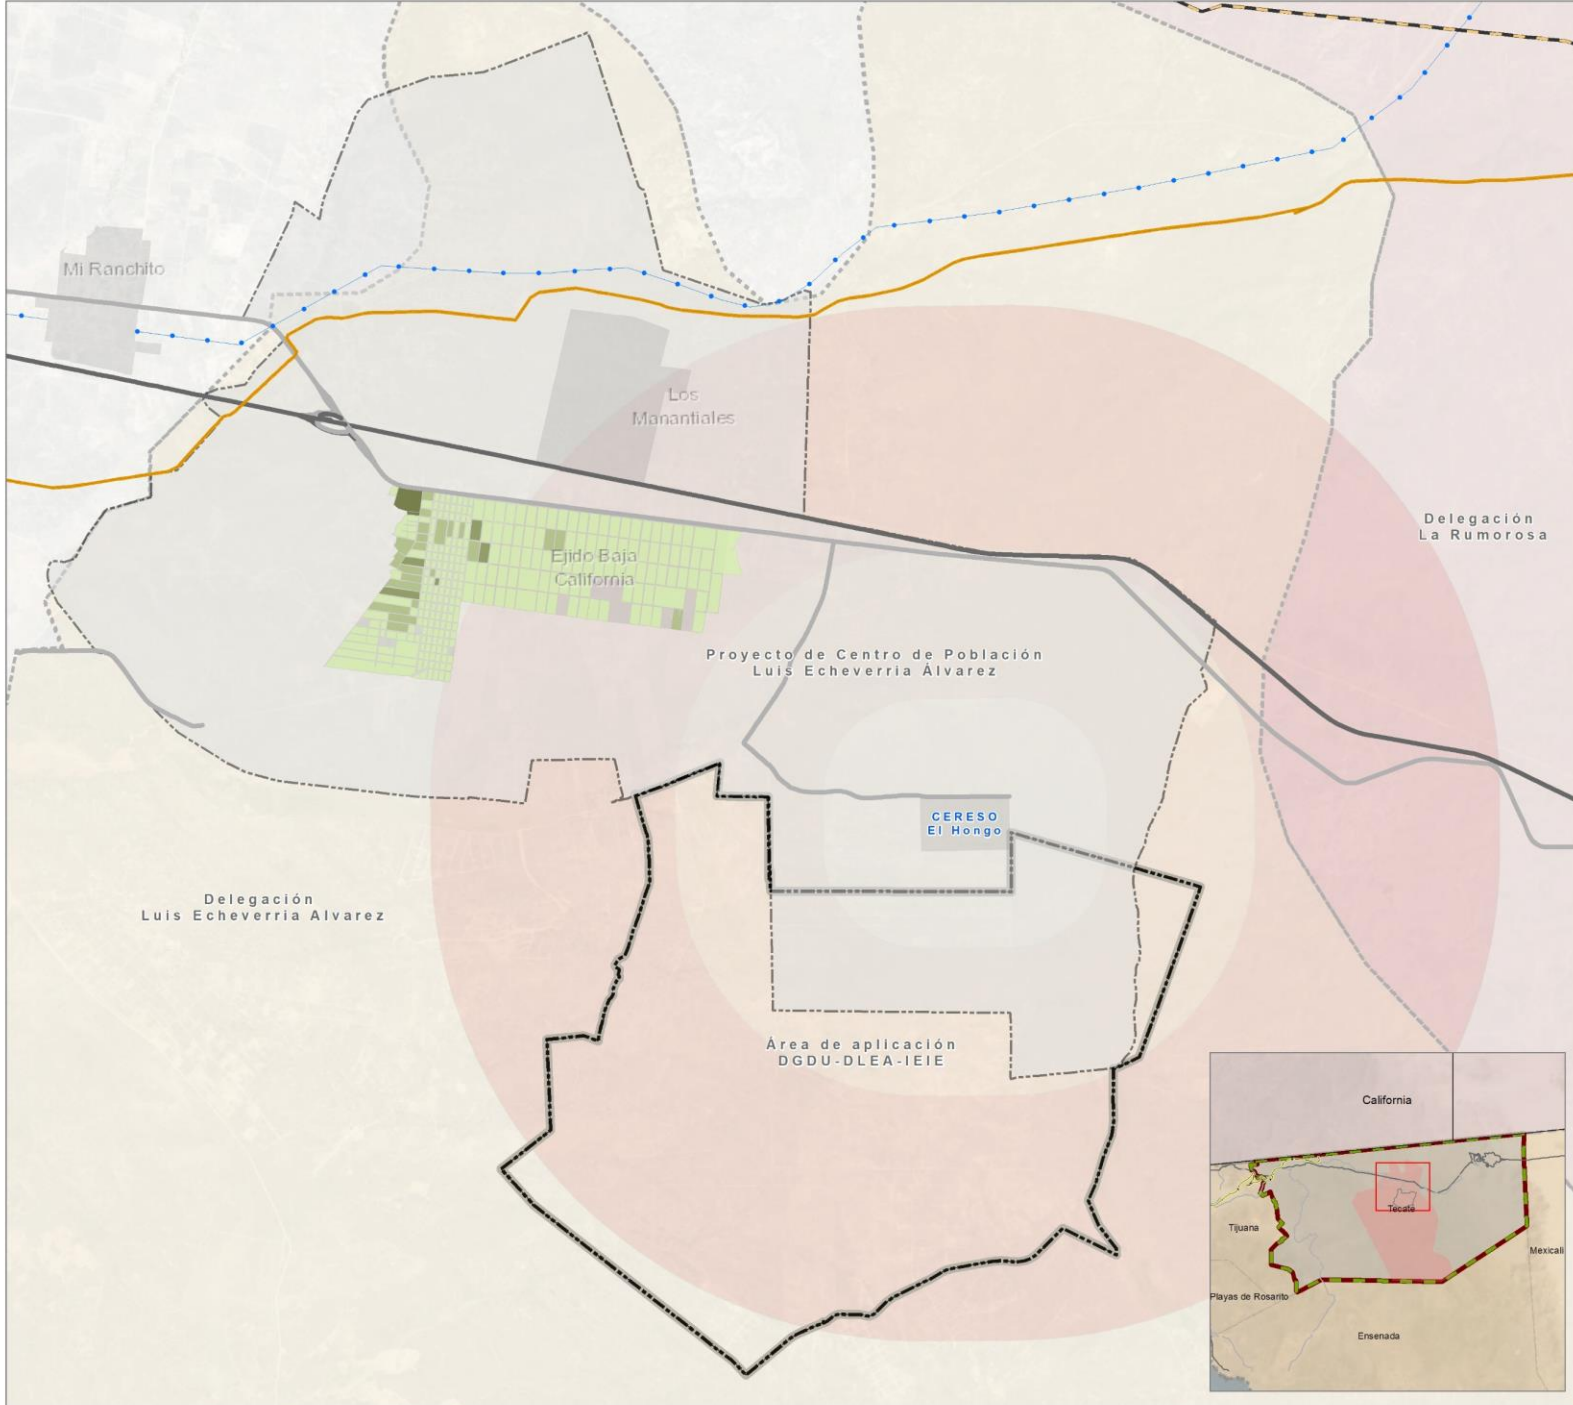 Mi Ranchito
Los
Manantiales
Delegación
La Rumorosa
Ejido Baja
California
Proyecto de Centro de Población
Luis Echeverria Álvarez
CERESO
El Hongo
Delegación
Luis Echeverria Alvarez
Área de aplicación
DGDU-DLEA-IEIE
California
Tecate
Tijuana
Mexicali
Playas de Rosarito
Ensenada